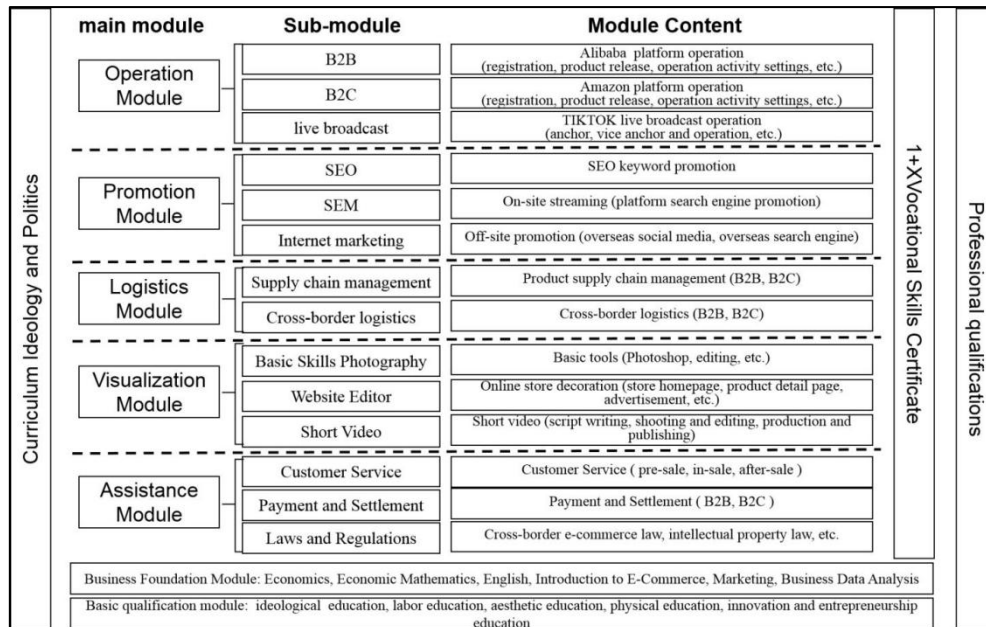 main module Sub-module Module Content
Curriculum Ideology and Politics
Operation
Module
B2B
Alibaba platform operation
(registration, product release, operation activity settings, etc.)
B2C
Amazon platform operation
(registration, product release, operation activity settings, etc.)
live broadcast
TIKTOK live broadcast operation
(anchor, vice anchor and operation, etc.)
Promotion
Module
SEO
SEO keyword promotion
SEM
On-site streaming (platform search engine promotion)
Internet marketing
Off-site promotion (overseas social media, overseas search engine)
Logistics
Module
Supply chain management
Product supply chain management (B2B, B2C)
Cross-border logistics
Cross-border logistics (B2B, B2C)
Visualization
Module
Basic Skills Photography
Basic tools (Photoshop, editing, etc.)
Website Editor
Online store decoration (store homepage, product detail page,
advertisement, etc.)
Short Video
Short video (script writing, shooting and editing, production and
publishing)
Assistance
Module
Customer Service
Customer Service ( pre-sale, in-sale, after-sale )
Payment and Settlement
Payment and Settlement ( B2B, B2C )
Laws and Regulations
Cross-border e-commerce law, intellectual property law, etc.
1+XVocational Skills Certificate
Professional qualifications
Business Foundation Module: Economics, Economic Mathematics, English, Introduction to E-Commerce, Marketing, Business Data Analysis
Basic qualification module: ideological education, labor education, aesthetic education, physical education, innovation and entrepreneurship
education